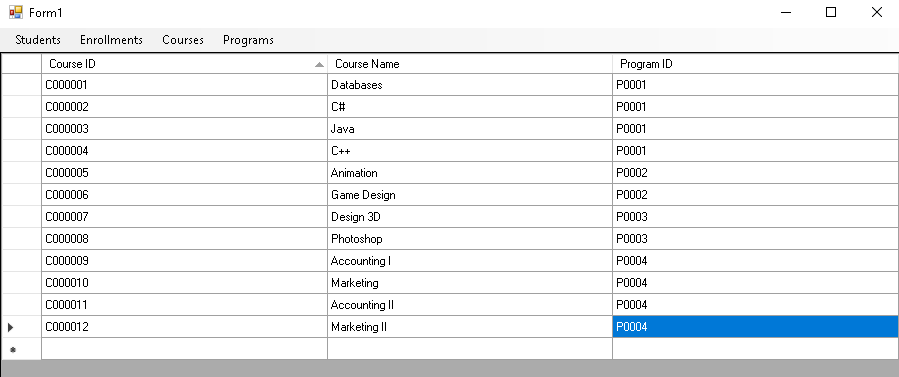 Form1
Students Enrollments Courses Programs
Course ID Course Name Program ID
C000001 Databases P0001
C000002 C# P0001
C000003 Java P0001
C000004 C++ P0001
C000005 Animation P0002
C000006 Game Design P0002
C000007 Design 3D P0003
C000008 Photoshop P0003
C000009 Accounting I P0004
C000010 Marketing P0004
C000011 Accounting II P0004
C000012 Marketing II P0004